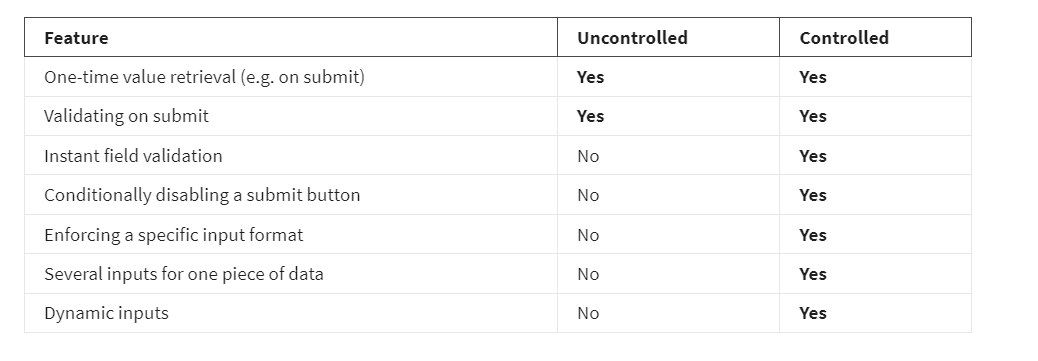 Feature Uncontrolled Controlled
One-time value retrieval (e.g. on submit) Yes Yes
Validating on submit Yes Yes
Instant field validation No Yes
Conditionally disabling a submit button No Yes
Enforcing a specific input format No Yes
Several inputs for one piece of data No Yes
Dynamic inputs No Yes